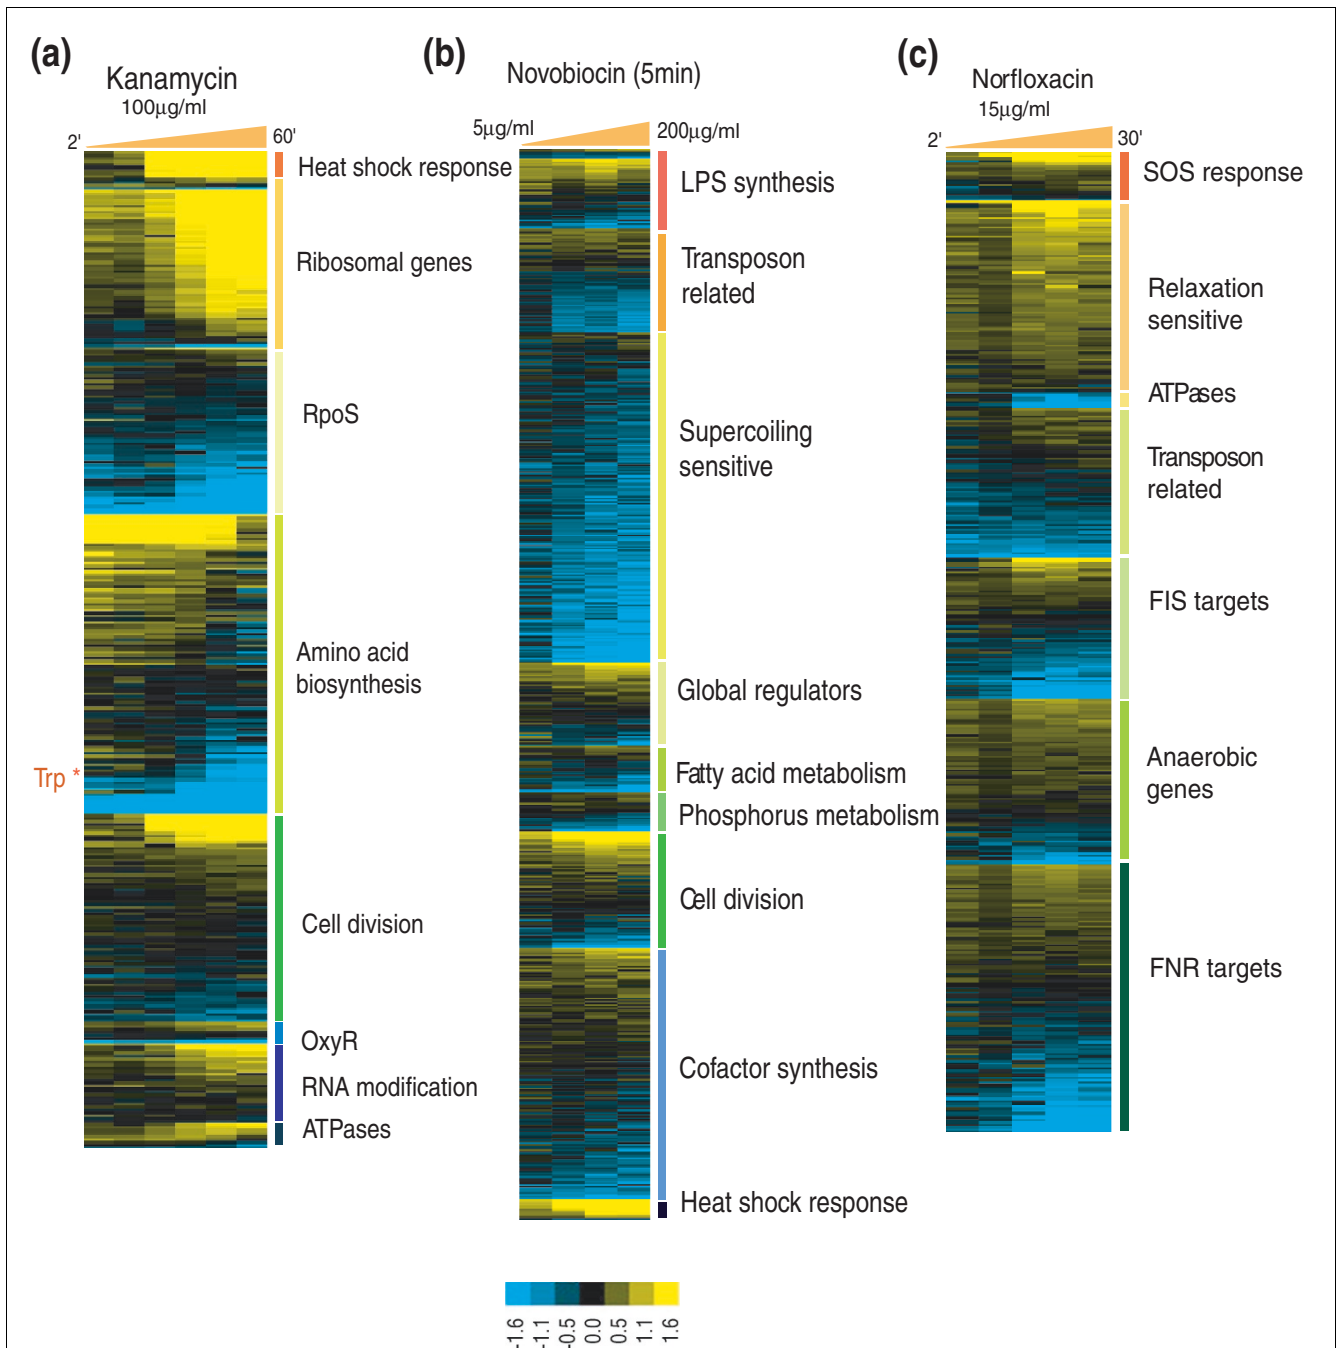 (a)
Kanamycin
100µg/ml
2'
60'
Heat shock response
Ribosomal genes
RpoS
Amino acid
biosynthesis
Trp *
Cell division
OxyR
RNA modification
ATPases
(b)
Novobiocin (5min)
5µg/ml
200µg/ml
LPS synthesis
Transposon
related
Supercoiling
sensitive
Global regulators
Fatty acid metabolism
Phosphorus metabolism
Cell division
Cofactor synthesis
Heat shock response
(c)
Norfloxacin
15µg/ml
2'
30'
SOS response
Relaxation
sensitive
ATPases
Transposon
related
FIS targets
Anaerobic
genes
FNR targets
-1.6
-1.1
-0.5
0.0
0.5
1.1
1.6